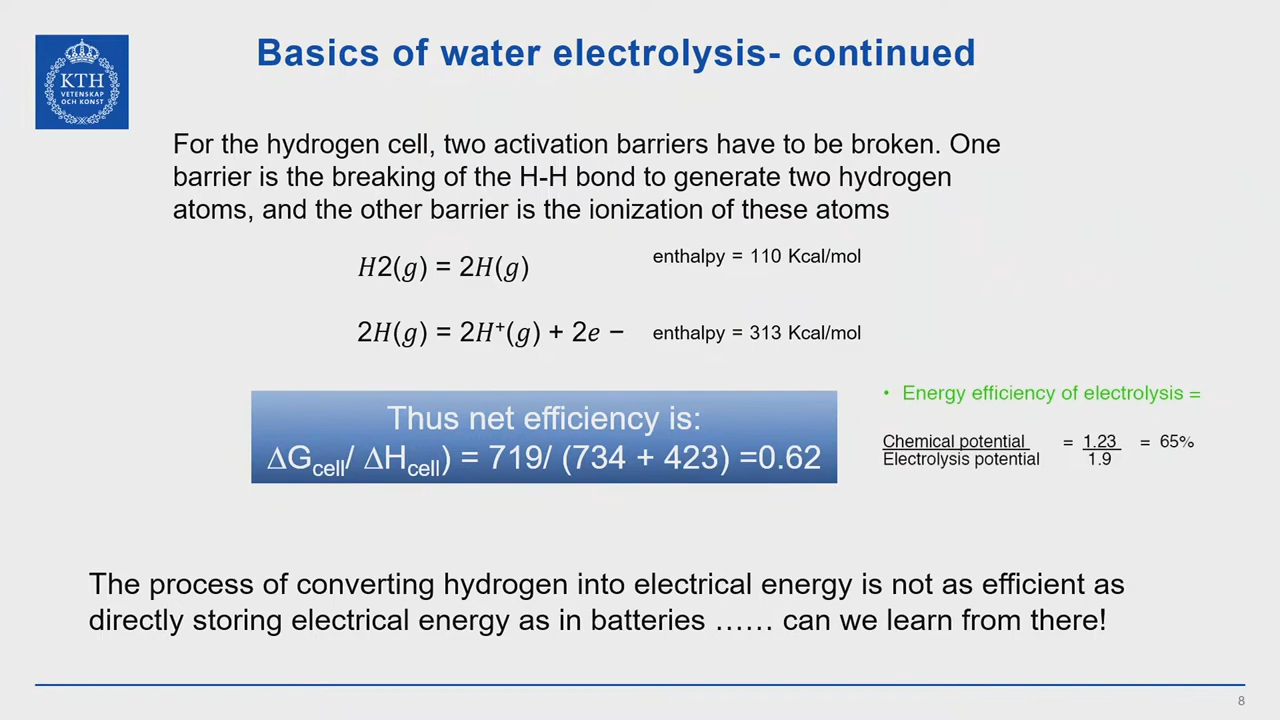 Basics of water electrolysis- continued
KTH
VETENSKAP
OCH KONST
For the hydrogen cell, two activation barriers have to be broken. One
barrier is the breaking of the H-H bond to generate two hydrogen
atoms, and the other barrier is the ionization of these atoms
H2(g) = 2H(g)
enthalpy = 110 Kcal/mol
2H(g) = 2H⁺(g) + 2e −
enthalpy = 313 Kcal/mol
Thus net efficiency is:
∆Gcell/ ∆Hcell) = 719/ (734 + 423) =0.62
• Energy efficiency of electrolysis =
Chemical potential = 1.23 = 65%
Electrolysis potential 1.9
The process of converting hydrogen into electrical energy is not as efficient as
directly storing electrical energy as in batteries …… can we learn from there!
8